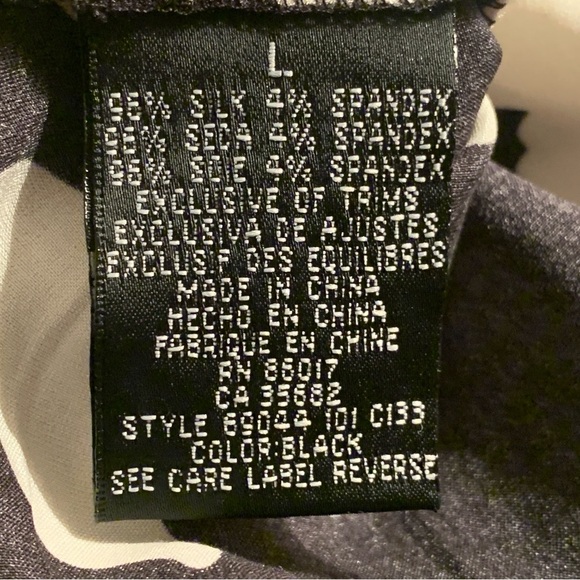 L
96% SILK 4% SPANDEX
96% SEDA 4% SPANDEX
96% SOIE 4% SPANDEX
EXCLUSIVE OF TRIMS
EXCLUSIVA DE AJUSTES
EXCLUSIF DES EQUILIBRES
MADE IN CHINA
HECHO EN CHINA
FABRIQUE EN CHINE
RN 88017
CA 35682
STYLE 89044 101 C133
COLOR:BLACK
SEE CARE LABEL REVERSE